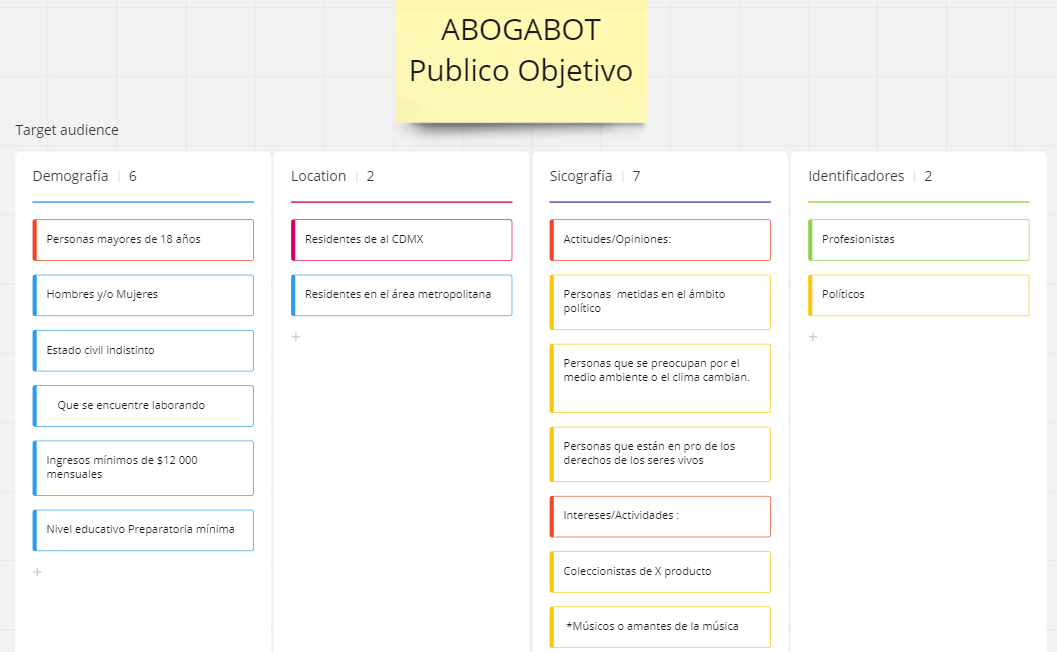 ABOGABOT
Publico Objetivo
Target audience
Demografía | 6
Personas mayores de 18 años
Hombres y/o Mujeres
Estado civil indistinto
Que se encuentre laborando
Ingresos mínimos de $12 000
mensuales
Nivel educativo Preparatoria mínima
+
Location | 2
Residentes de al CDMX
Residentes en el área metropolitana
+
Sicografía | 7
Actitudes/Opiniones:
Personas metidas en el ámbito
político
Personas que se preocupan por el
medio ambiente o el clima cambian.
Personas que están en pro de los
derechos de los seres vivos
Intereses/Actividades :
Coleccionistas de X producto
*Músicos o amantes de la música
Identificadores | 2
Profesionistas
Políticos
+